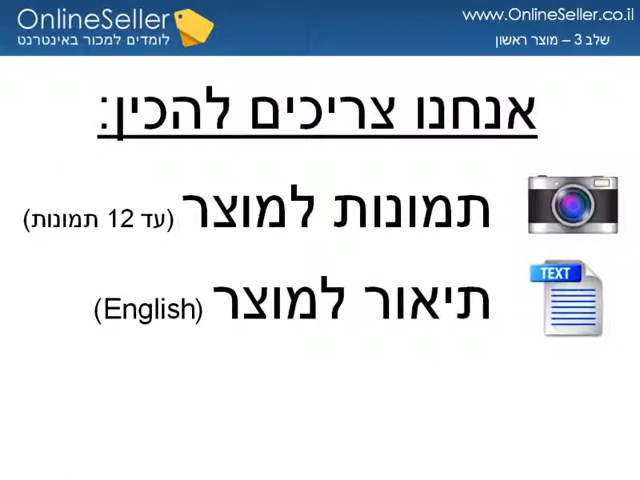 OnlineSeller
לומדים למכור באינטרנט
www.OnlineSeller.co.il
שלב 3 – מוצר ראשון
אנחנו צריכים להכין:
תמונות למוצר (עד 12 תמונות)
TEXT
תיאור למוצר (English)